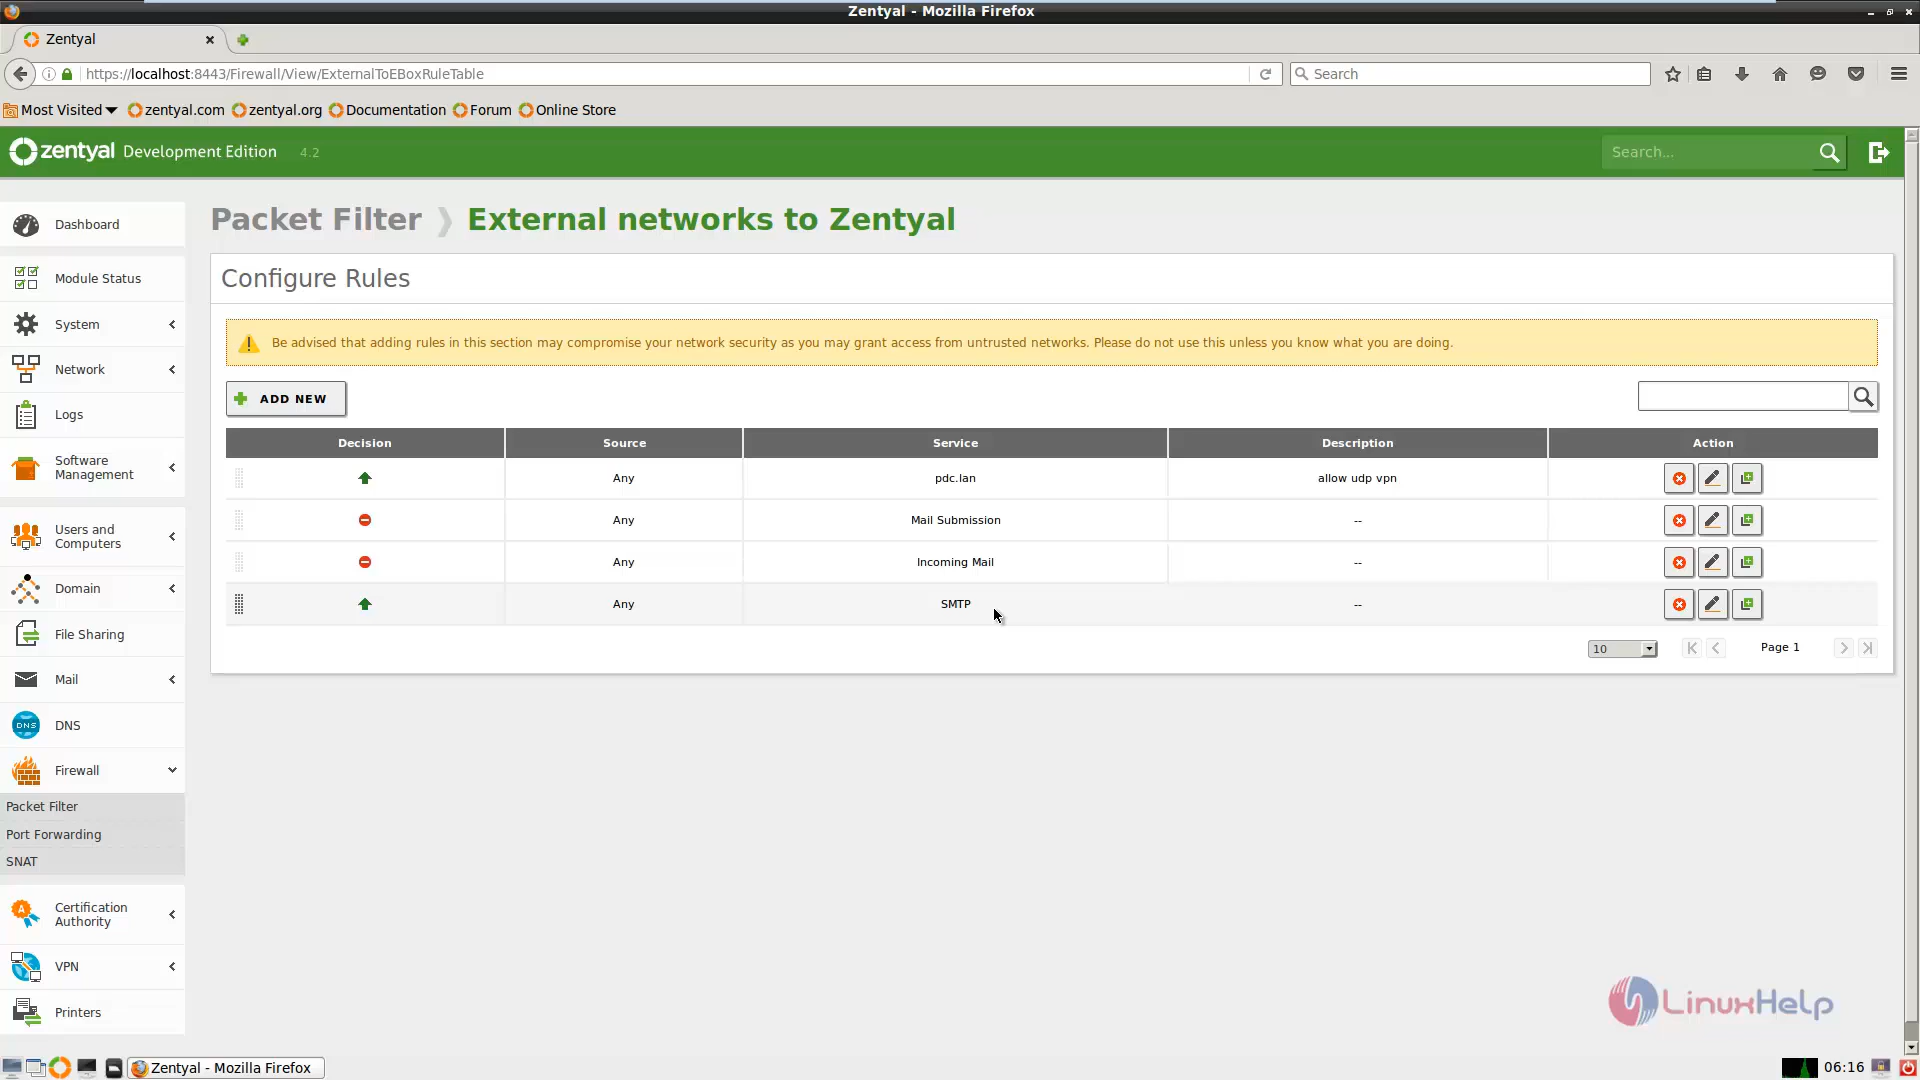 Zentyal - Mozilla Firefox
Zentyal
https://localhost:8443/Firewall/View/ExternalToEBoxRuleTable
Search
Most Visited
zentyal.com
zentyal.org
Documentation
Forum
Online Store
zentyal Development Edition 4.2
Search...
Dashboard
Module Status
System
Network
Logs
Software
Management
Users and
Computers
Domain
File Sharing
Mail
DNS
DNS
Firewall
Packet Filter
Port Forwarding
SNAT
Certification
Authority
VPN
Printers
Packet Filter External networks to Zentyal
Configure Rules
Be advised that adding rules in this section may compromise your network security as you may grant access from untrusted networks. Please do not use this unless you know what you are doing.
ADD NEW
Decision Source Service Description Action
Any pdc.lan allow udp vpn
Any Mail Submission --
Any Incoming Mail --
Any SMTP --
10 Page 1
LinuxHelp
Zentyal - Mozilla Firefox
06:16